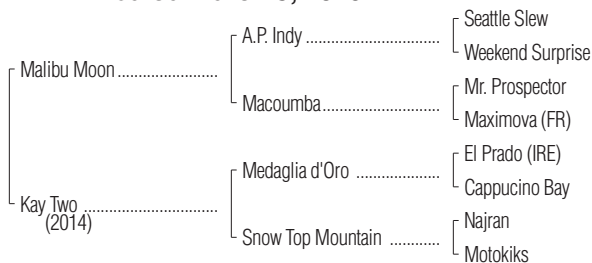 A.P. Indy
Seattle Slew
Weekend Surprise
Malibu Moon
Macoumba
Mr. Prospector
Maximova (FR)
Medaglia d'Oro
El Prado (IRE)
Cappucino Bay
Kay Two
(2014)
Snow Top Mountain
Najran
Motokiks